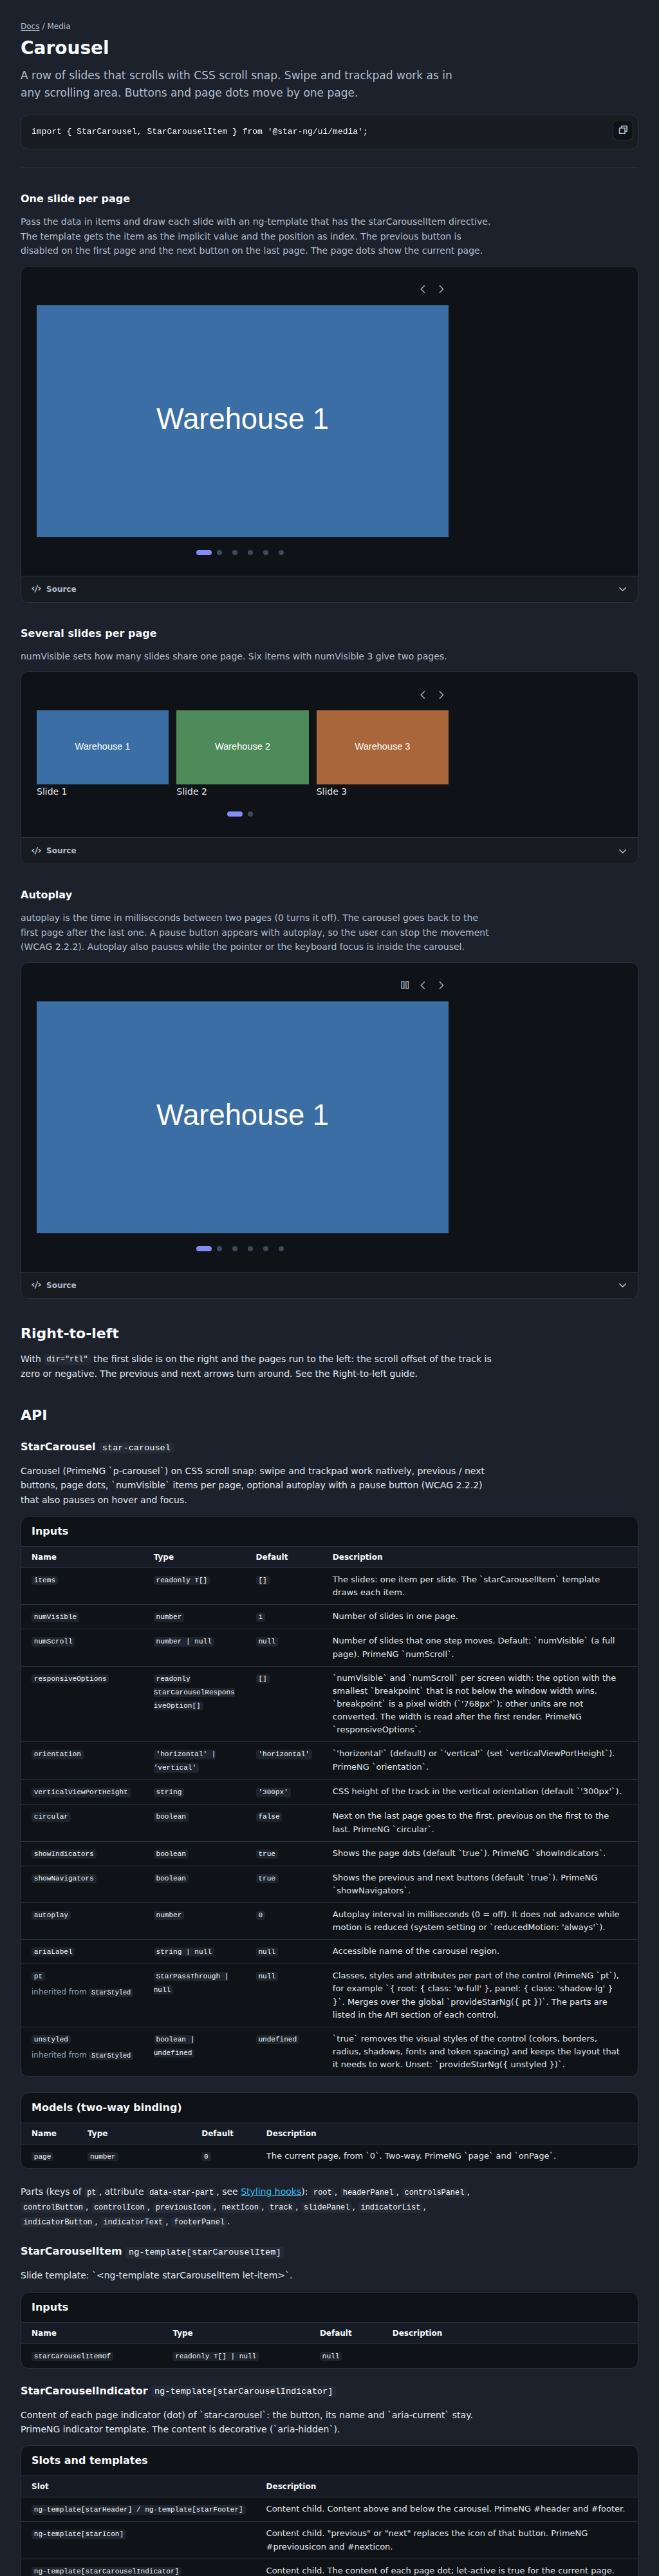 Docs / Media
Carousel
A row of slides that scrolls with CSS scroll snap. Swipe and trackpad work as in
any scrolling area. Buttons and page dots move by one page.
import { StarCarousel, StarCarouselItem } from '@star-ng/ui/media';
One slide per page
Pass the data in items and draw each slide with an ng-template that has the starCarouselItem directive.
The template gets the item as the implicit value and the position as index. The previous button is
disabled on the first page and the next button on the last page. The page dots show the current page.
Warehouse 1
Source
Several slides per page
numVisible sets how many slides share one page. Six items with numVisible 3 give two pages.
Warehouse 1 Warehouse 2 Warehouse 3
Slide 1 Slide 2 Slide 3
Source
Autoplay
autoplay is the time in milliseconds between two pages (0 turns it off). The carousel goes back to the
first page after the last one. A pause button appears with autoplay, so the user can stop the movement
(WCAG 2.2.2). Autoplay also pauses while the pointer or the keyboard focus is inside the carousel.
Warehouse 1
Source
Right-to-left
With dir="rtl" the first slide is on the right and the pages run to the left: the scroll offset of the track is
zero or negative. The previous and next arrows turn around. See the Right-to-left guide.
API
StarCarousel star-carousel
Carousel (PrimeNG `p-carousel`) on CSS scroll snap: swipe and trackpad work natively, previous / next
buttons, page dots, `numVisible` items per page, optional autoplay with a pause button (WCAG 2.2.2)
that also pauses on hover and focus.
Inputs
Name Type Default Description
items readonly T[] [] The slides: one item per slide. The `starCarouselItem` template
draws each item.
numVisible number 1 Number of slides in one page.
numScroll number | null null Number of slides that one step moves. Default: `numVisible` (a full
page). PrimeNG `numScroll`.
responsiveOptions readonly [] `numVisible` and `numScroll` per screen width: the option with the
StarCarouselRespons smallest `breakpoint` that is not below the window width wins.
iveOption[] `breakpoint` is a pixel width (`'768px'`); other units are not
converted. The width is read after the first render. PrimeNG
`responsiveOptions`.
orientation 'horizontal' | 'horizontal' `'horizontal'` (default) or `'vertical'` (set `verticalViewPortHeight`).
'vertical' PrimeNG `orientation`.
verticalViewPortHeight string '300px' CSS height of the track in the vertical orientation (default `'300px'`).
circular boolean false Next on the last page goes to the first, previous on the first to the
last. PrimeNG `circular`.
showIndicators boolean true Shows the page dots (default `true`). PrimeNG `showIndicators`.
showNavigators boolean true Shows the previous and next buttons (default `true`). PrimeNG
`showNavigators`.
autoplay number 0 Autoplay interval in milliseconds (0 = off). It does not advance while
motion is reduced (system setting or `reducedMotion: 'always'`).
ariaLabel string | null null Accessible name of the carousel region.
pt StarPassThrough | null Classes, styles and attributes per part of the control (PrimeNG `pt`),
inherited from StarStyled null for example `{ root: { class: 'w-full' }, panel: { class: 'shadow-lg' }
}`. Merges over the global `provideStarNg({ pt })`. The parts are
listed in the API section of each control.
unstyled boolean | undefined `true` removes the visual styles of the control (colors, borders,
inherited from StarStyled undefined radius, shadows, fonts and token spacing) and keeps the layout that
it needs to work. Unset: `provideStarNg({ unstyled })`.
Models (two-way binding)
Name Type Default Description
page number 0 The current page, from `0`. Two-way. PrimeNG `page` and `onPage`.
Parts (keys of pt, attribute data-star-part, see Styling hooks): root, headerPanel, controlsPanel,
controlButton, controlIcon, previousIcon, nextIcon, track, slidePanel, indicatorList,
indicatorButton, indicatorText, footerPanel.
StarCarouselItem ng-template[starCarouselItem]
Slide template: `<ng-template starCarouselItem let-item>`.
Inputs
Name Type Default Description
starCarouselItemOf readonly T[] | null null
StarCarouselIndicator ng-template[starCarouselIndicator]
Content of each page indicator (dot) of `star-carousel`: the button, its name and `aria-current` stay.
PrimeNG indicator template. The content is decorative (`aria-hidden`).
Slots and templates
Slot Description
ng-template[starHeader] / ng-template[starFooter] Content child. Content above and below the carousel. PrimeNG #header and #footer.
ng-template[starIcon] Content child. "previous" or "next" replaces the icon of that button. PrimeNG
#previousicon and #nexticon.
ng-template[starCarouselIndicator] Content child. The content of each page dot; let-active is true for the current page.